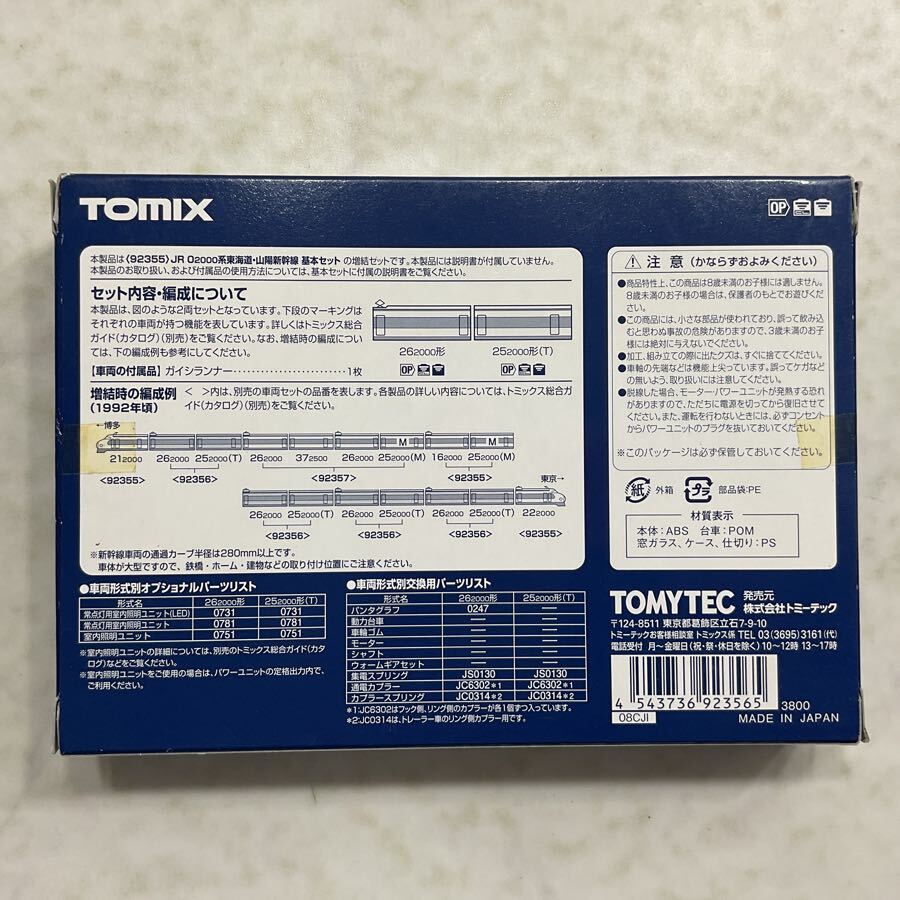 TOMIX
OP
本製品は〈92355〉JR 02000系東海道・山陽新幹線 基本セット の増結セットです。本製品には説明書が付属していません。
本製品のお取り扱い、および付属品の使用方法については、基本セットに付属の説明書をご覧ください。
セット内容・編成について
本製品は、図のような2両セットとなっています。下段のマーキングは
それぞれの車両が持つ機能を表しています。詳しくはトミックス総合
ガイド(カタログ)(別売)をご覧ください。なお、増結時の編成につい
ては、下の編成例も参考にしてください。
【車両の付属品】 ガイシランナー························1枚
262000形 252000形(T)
OP OP
増結時の編成例
(1992年頃)
< >内は、別売の車両セットの品番を表します。各製品の詳しい内容については、トミックス総合ガ
イド(カタログ)(別売)をご覧ください。
←博多
M M
212000 262000 252000(T) 262000 372500 262000 252000(M) 162000 252000(M)
<92355> <92356> <92357> <92355>
東京→
262000 252000(T) 262000 252000(T) 262000 252000(T) 222000
<92356> <92356> <92356> <92355>
※新幹線車両の通過カーブ半径は280mm以上です。
車体が大型ですので、鉄橋・ホーム・建物などの取り付け位置にご注意ください。
●車両形式別オプショナルパーツリスト
形式名 262000形 252000形(T)
常点灯用室内照明ユニット(LED) 0731 0731
常点灯用室内照明ユニット 0781 0781
室内照明ユニット 0751 0751
※室内照明ユニットの詳細については、別売のトミックス総合ガイド(カタ
ログ)などをご覧ください。
※室内照明ユニットをご使用の場合は、パワーユニットの定格出力内で、
ご利用ください。
●車両形式別交換用パーツリスト
形式名 262000形 252000形(T)
パンタグラフ 0247 —
動力台車 — —
車輪ゴム — —
モーター — —
シャフト — —
ウォームギアセット — —
集電スプリング JS0130 JS0130
通電カプラー JC6302*1 JC6302*1
カプラースプリング JC0314*2 JC0314*2
*1:JC6302はフック側、リング側のカプラーが各1個ずつ入っています。
*2:JC0314は、トレーラー車のリング側カプラー用です。
注 意 (かならずおよみください)
●商品特性上、この商品は8歳未満のお子様には適しません。
8歳未満のお子様の場合は、保護者のもとでお遊びくだ
さい。
●この商品には、小さな部品が使われており、誤って飲み込
むと思わぬ事故の危険がありますので、3歳未満のお子様
には絶対に与えないでください。
●加工、組み立ての際に出たクズは、すぐに捨ててください。
●車輪の先端などは機能上尖っています。誤ってケガなど
の無いよう、取り扱いには注意してください。
●脱線した場合、モーター・パワーユニットが発熱する恐れ
がありますので、ただちに電源を切ってから復旧させてく
ださい。また、運転を行わないときには、必ずコンセント
からパワーユニットのプラグを抜いておいてください。
※このパッケージは必ず保管しておいてください。
紙 外箱 プラ 部品袋:PE
材質表示
本体:ABS 台車:POM
窓ガラス、ケース、仕切り:PS
TOMYTEC 発売元
株式会社トミーテック
〒124-8511 東京都葛飾区立石7-9-10
トミーテックお客様相談室 トミックス係 TEL 03(3695)3161(代)
電話受付 月〜金曜日(祝・祭・休日を除く)10〜12時 13〜17時
4 543736 923565
3800
08CJI
MADE IN JAPAN